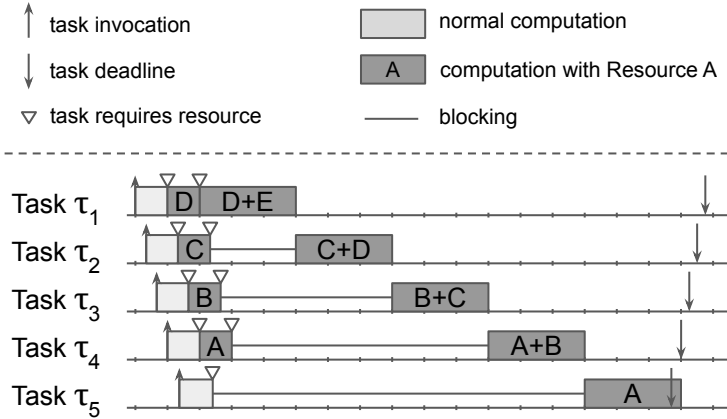 task invocation
normal computation
task deadline
A
computation with Resource A
task requires resource
blocking
Task τ1
D
D+E
Task τ2
C
C+D
Task τ3
B
B+C
Task τ4
A
A+B
Task τ5
A